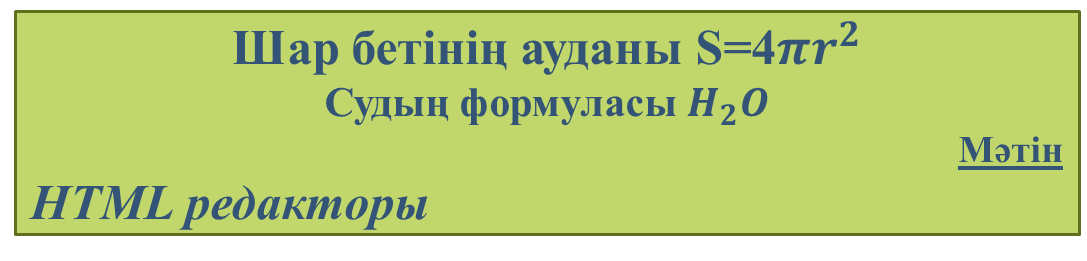 Шар бетінің ауданы S=4𝝅𝒓²
Судың формуласы 𝑯₂𝑶
Мәтін
HTML редакторы